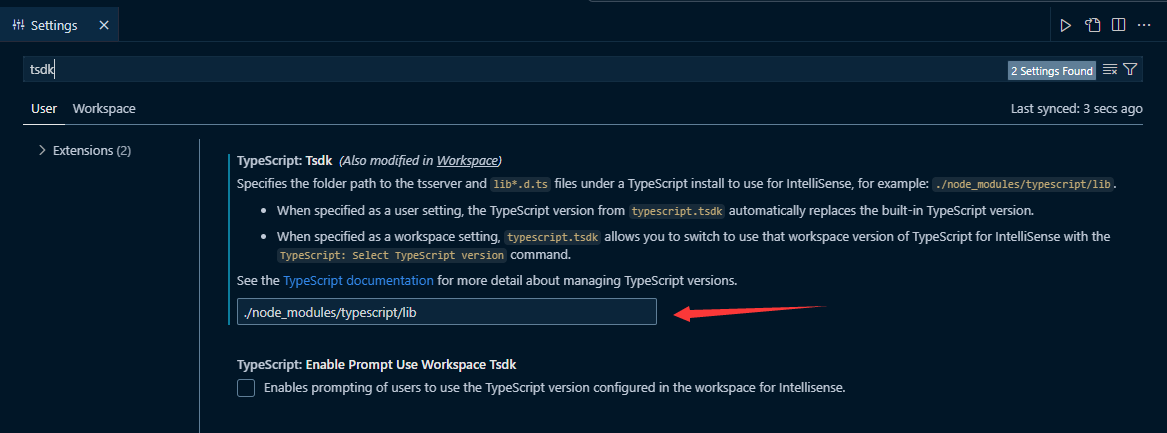 Settings
tsdk
2 Settings Found
User Workspace Last synced: 3 secs ago
Extensions (2)
TypeScript: Tsdk (Also modified in Workspace)
Specifies the folder path to the tsserver and lib*.d.ts files under a TypeScript install to use for IntelliSense, for example: ./node_modules/typescript/lib.
• When specified as a user setting, the TypeScript version from typescript.tsdk automatically replaces the built-in TypeScript version.
• When specified as a workspace setting, typescript.tsdk allows you to switch to use that workspace version of TypeScript for IntelliSense with the
TypeScript: Select TypeScript version command.
See the TypeScript documentation for more detail about managing TypeScript versions.
./node_modules/typescript/lib
TypeScript: Enable Prompt Use Workspace Tsdk
Enables prompting of users to use the TypeScript version configured in the workspace for Intellisense.